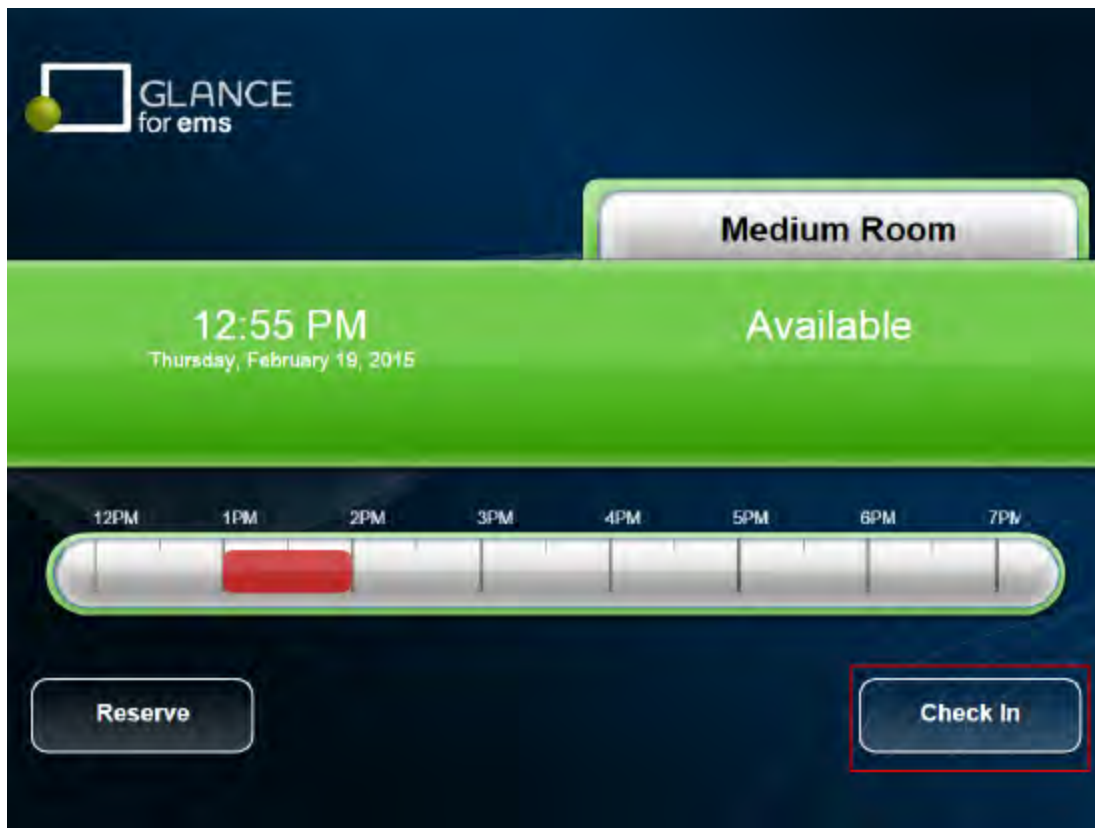 GLANCE
for ems
Medium Room
12:55 PM
Available
Thursday, February 19, 2015
12PM 1PM 2PM 3PM 4PM 5PM 6PM 7PM
Reserve
Check In